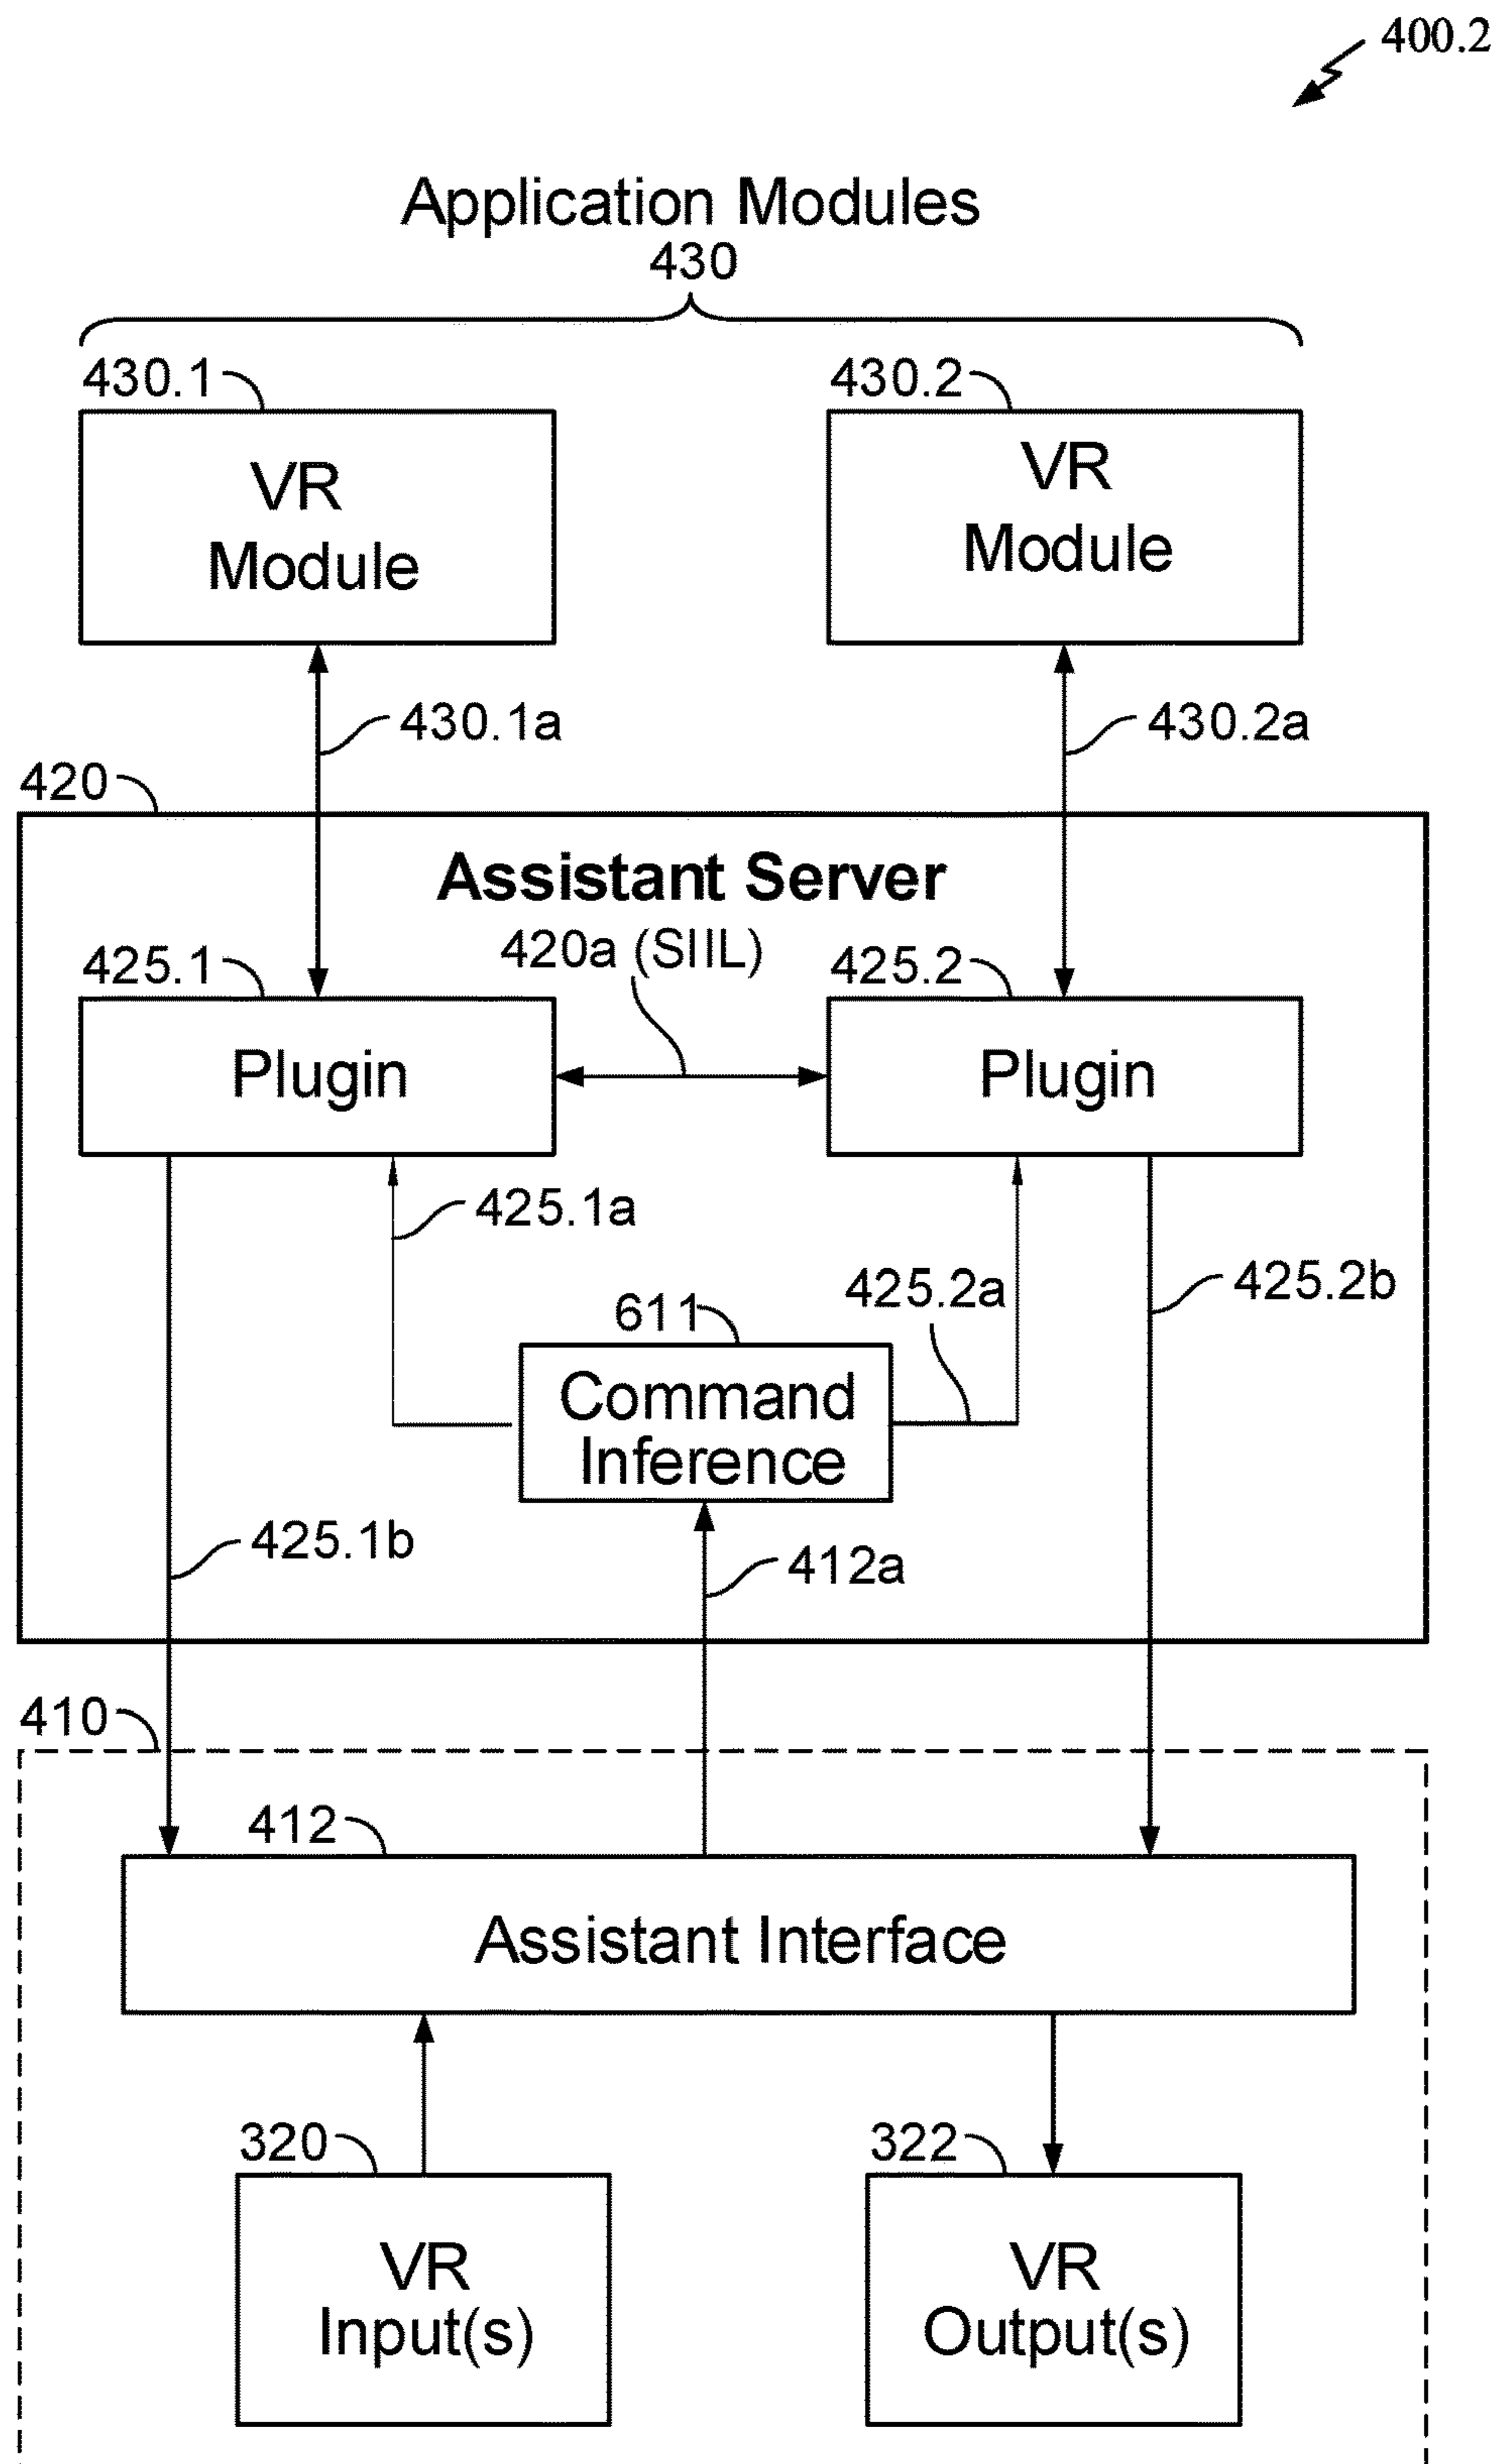 400.2
Application Modules
430
430.1
430.2
VR
Module
VR
Module
430.1a
430.2a
420
Assistant Server
420a (SIIL)
425.1
425.2
Plugin
Plugin
425.1a
425.2a
425.2b
611
Command
Inference
425.1b
412a
410
412
Assistant Interface
320
322
VR
Input(s)
VR
Output(s)